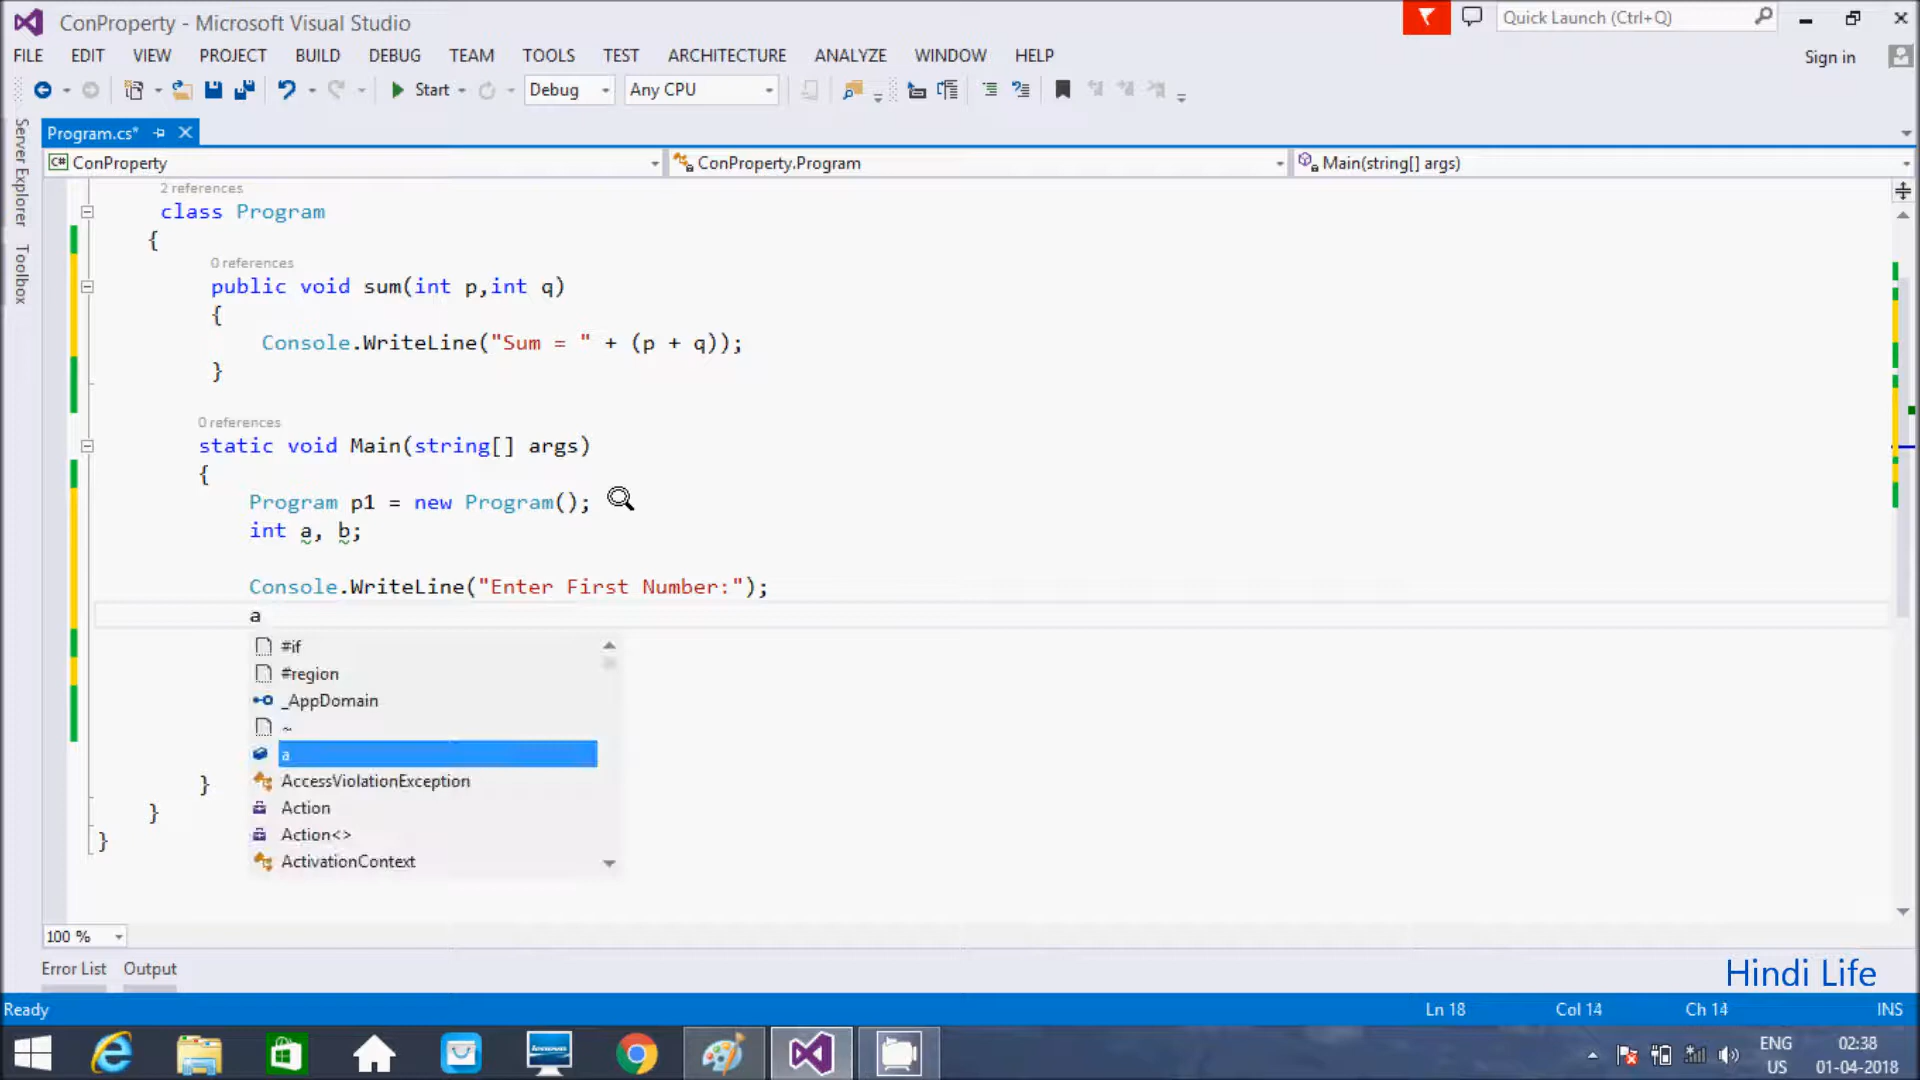 ConProperty - Microsoft Visual Studio
Quick Launch (Ctrl+Q)
FILE EDIT VIEW PROJECT BUILD DEBUG TEAM TOOLS TEST ARCHITECTURE ANALYZE WINDOW HELP
Sign in
Start Debug Any CPU
Server Explorer
Toolbox
Program.cs*
C# ConProperty
ConProperty.Program
Main(string[] args)
2 references
class Program
{
0 references
public void sum(int p,int q)
{
Console.WriteLine("Sum = " + (p + q));
}
0 references
static void Main(string[] args)
{
Program p1 = new Program();
int a, b;
Console.WriteLine("Enter First Number:");
a
#if
#region
_AppDomain
~
a
AccessViolationException
Action
Action<>
ActivationContext
}
}
}
100 %
Error List Output
Hindi Life
Ready
Ln 18 Col 14 Ch 14 INS
ENG 02:38
US 01-04-2018